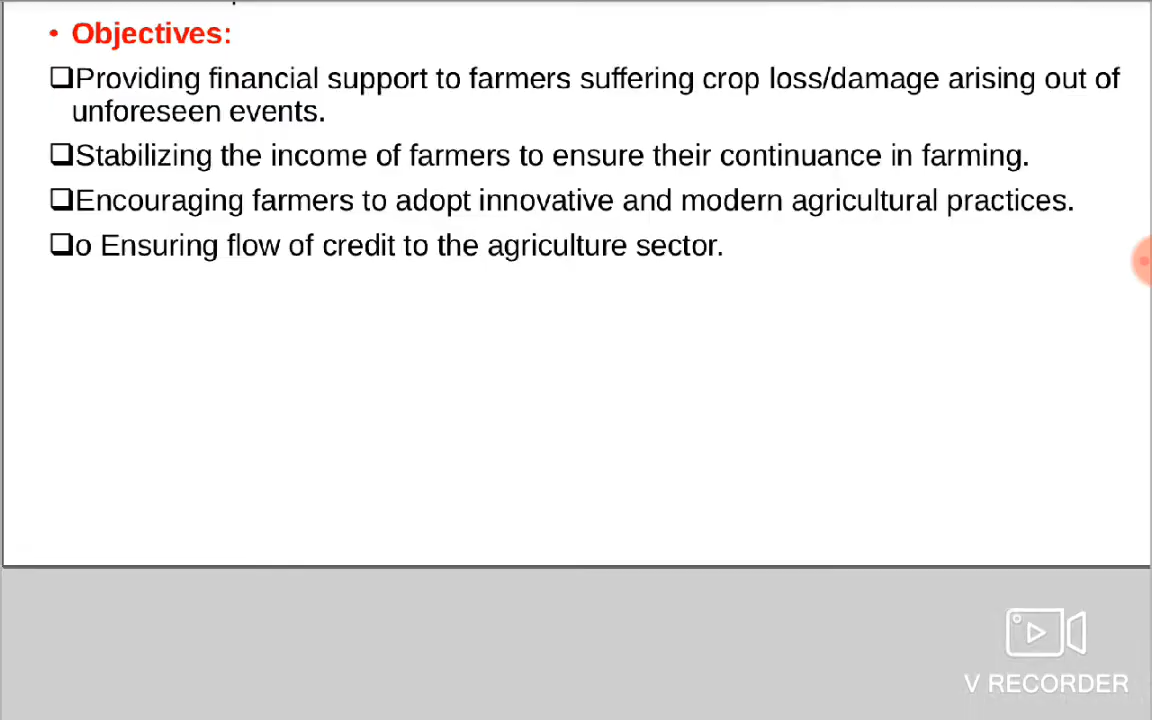 • Objectives:
❑Providing financial support to farmers suffering crop loss/damage arising out of
unforeseen events.
❑Stabilizing the income of farmers to ensure their continuance in farming.
❑Encouraging farmers to adopt innovative and modern agricultural practices.
❑o Ensuring flow of credit to the agriculture sector.
V RECORDER